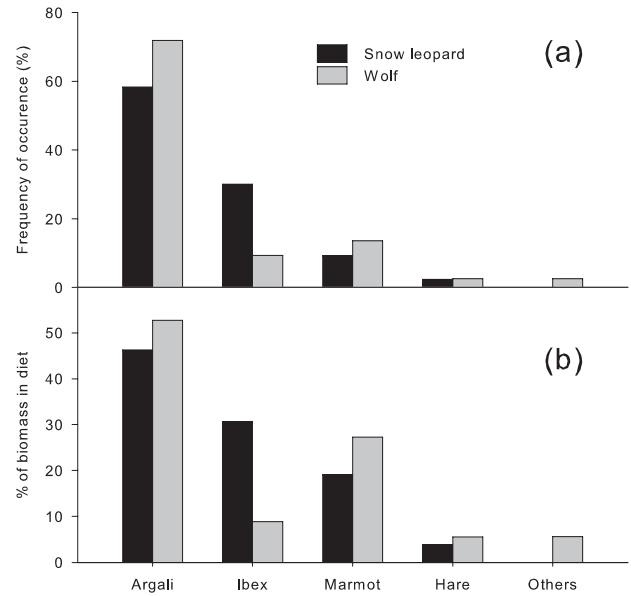 80
60
40
20
0
Frequency of occurence (%)
(a)
Snow leopard
Wolf
50
40
30
20
10
0
% of biomass in diet
(b)
Argali Ibex Marmot Hare Others